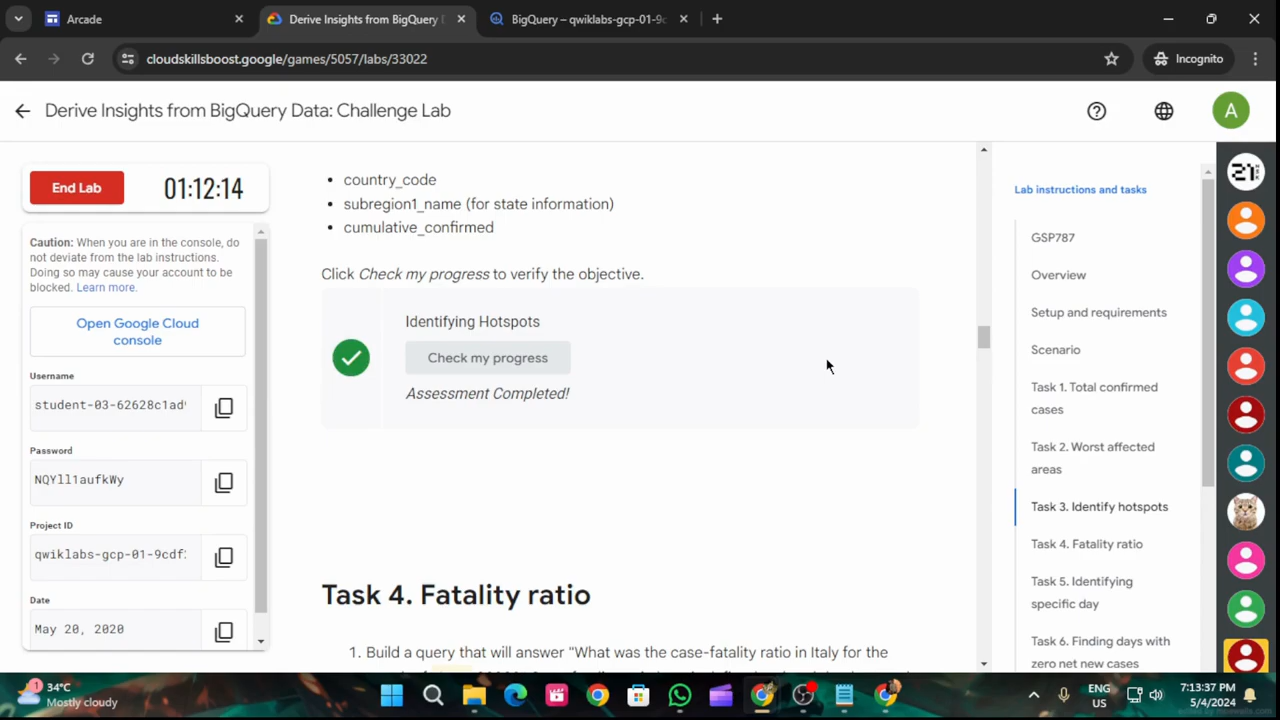 Arcade
Derive Insights from BigQuery
BigQuery – qwiklabs-gcp-01-9c
cloudskillsboost.google/games/5057/labs/33022
Incognito
Derive Insights from BigQuery Data: Challenge Lab
A
End Lab
01:12:14
Caution: When you are in the console, do
not deviate from the lab instructions.
Doing so may cause your account to be
blocked. Learn more.
Open Google Cloud
console
Username
student-03-62628c1ad
Password
NQYll1aufkWy
Project ID
qwiklabs-gcp-01-9cdf
Date
May 20, 2020
country_code
subregion1_name (for state information)
cumulative_confirmed
Click Check my progress to verify the objective.
Identifying Hotspots
Check my progress
Assessment Completed!
Task 4. Fatality ratio
1. Build a query that will answer "What was the case-fatality ratio in Italy for the
Lab instructions and tasks
GSP787
Overview
Setup and requirements
Scenario
Task 1. Total confirmed
cases
Task 2. Worst affected
areas
Task 3. Identify hotspots
Task 4. Fatality ratio
Task 5. Identifying
specific day
Task 6. Finding days with
zero net new cases
21
1
34°C
Mostly cloudy
ENG
US
7:13:37 PM
5/4/2024